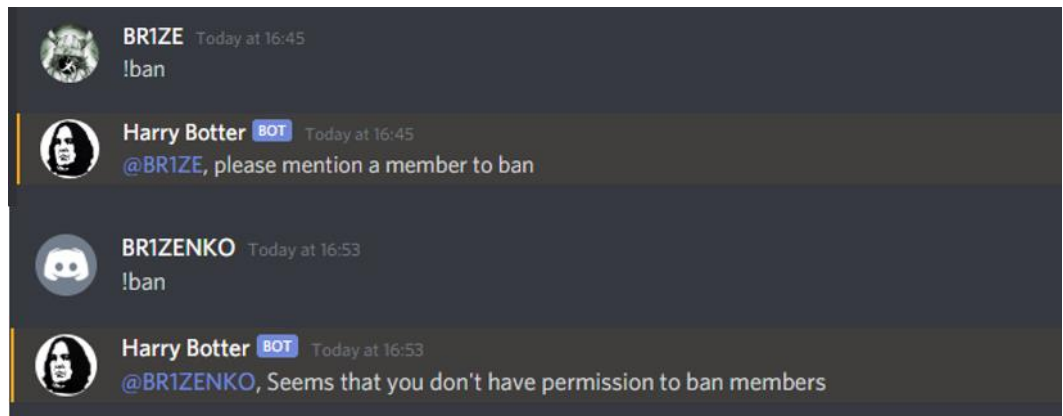 BR1ZE Today at 16:45
!ban
Harry Botter BOT Today at 16:45
@BR1ZE, please mention a member to ban
BR1ZENKO Today at 16:53
!ban
Harry Botter BOT Today at 16:53
@BR1ZENKO, Seems that you don't have permission to ban members